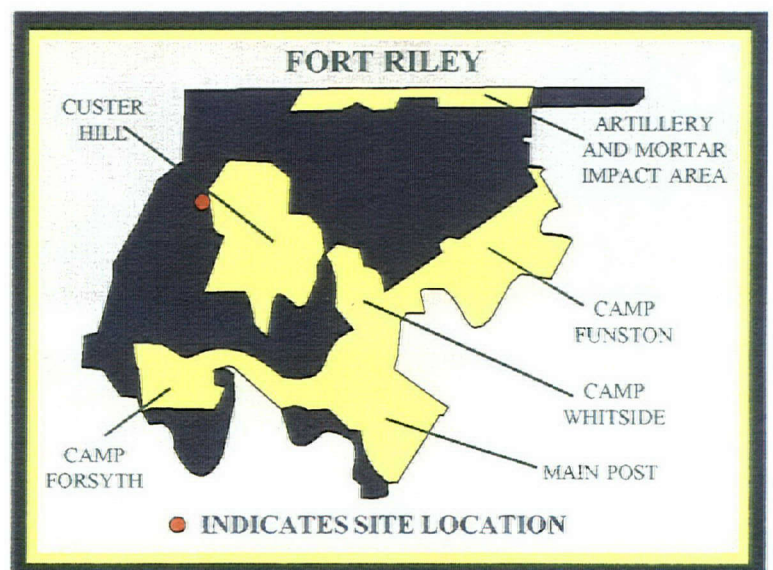 FORT RILEY
CUSTER
HILL
ARTILLERY
AND MORTAR
IMPACT AREA
CAMP
FUNSTON
CAMP
WHITSIDE
CAMP
FORSYTH
MAIN POST
INDICATES SITE LOCATION